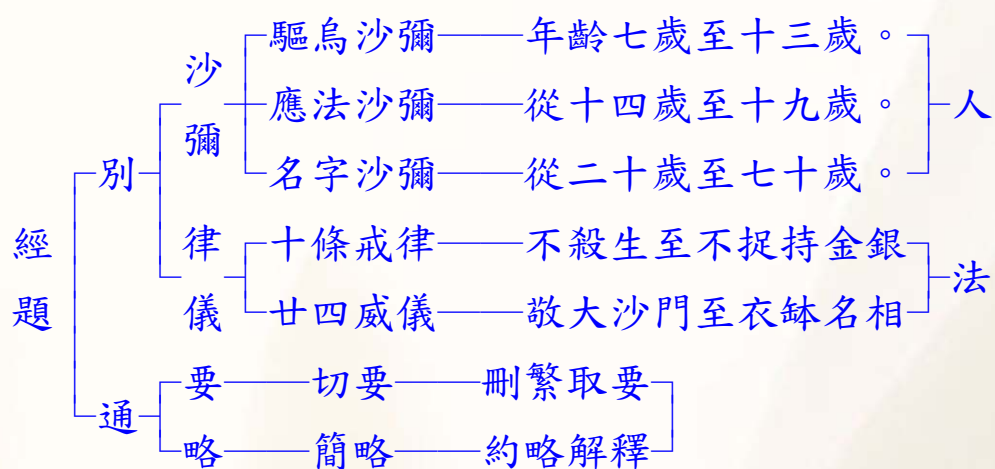 經題
別
沙彌
驅烏沙彌——年齡七歲至十三歲。
應法沙彌——從十四歲至十九歲。
名字沙彌——從二十歲至七十歲。
人
律儀
十條戒律——不殺生至不捉持金銀
廿四威儀——敬大沙門至衣缽名相
法
通
要——切要——刪繁取要
略——簡略——約略解釋